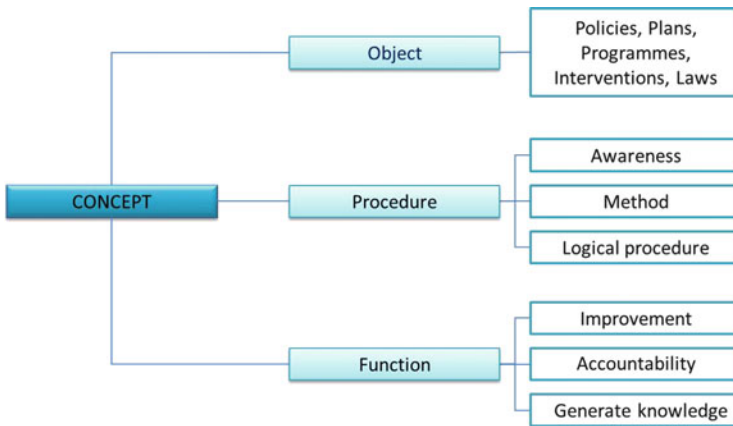 CONCEPT
Object
Policies, Plans,
Programmes,
Interventions, Laws
Procedure
Awareness
Method
Logical procedure
Function
Improvement
Accountability
Generate knowledge